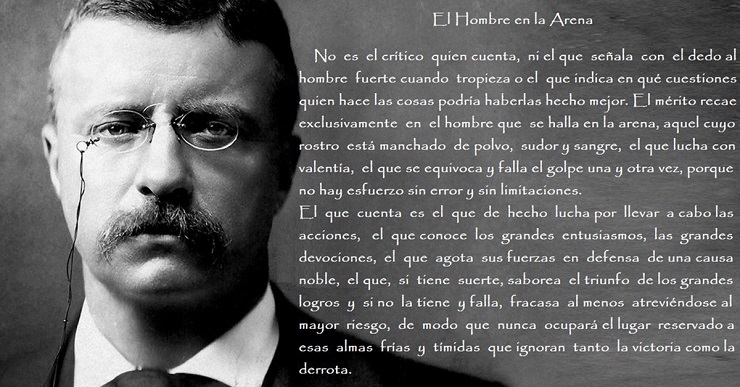 El Hombre en la Arena
No es el crítico quien cuenta, ni el que señala con el dedo al
hombre fuerte cuando tropieza o el que indica en qué cuestiones
quien hace las cosas podría haberlas hecho mejor. El mérito recae
exclusivamente en el hombre que se halla en la arena, aquel cuyo
rostro está manchado de polvo, sudor y sangre, el que lucha con
valentía, el que se equivoca y falla el golpe una y otra vez, porque
no hay esfuerzo sin error y sin limitaciones.
El que cuenta es el que de hecho lucha por llevar a cabo las
acciones, el que conoce los grandes entusiasmos, las grandes
devociones, el que agota sus fuerzas en defensa de una causa
noble, el que, si tiene suerte, saborea el triunfo de los grandes
logros y si no la tiene y falla, fracasa al menos atreviéndose al
mayor riesgo, de modo que nunca ocupará el lugar reservado a
esas almas frías y tímidas que ignoran tanto la victoria como la
derrota.